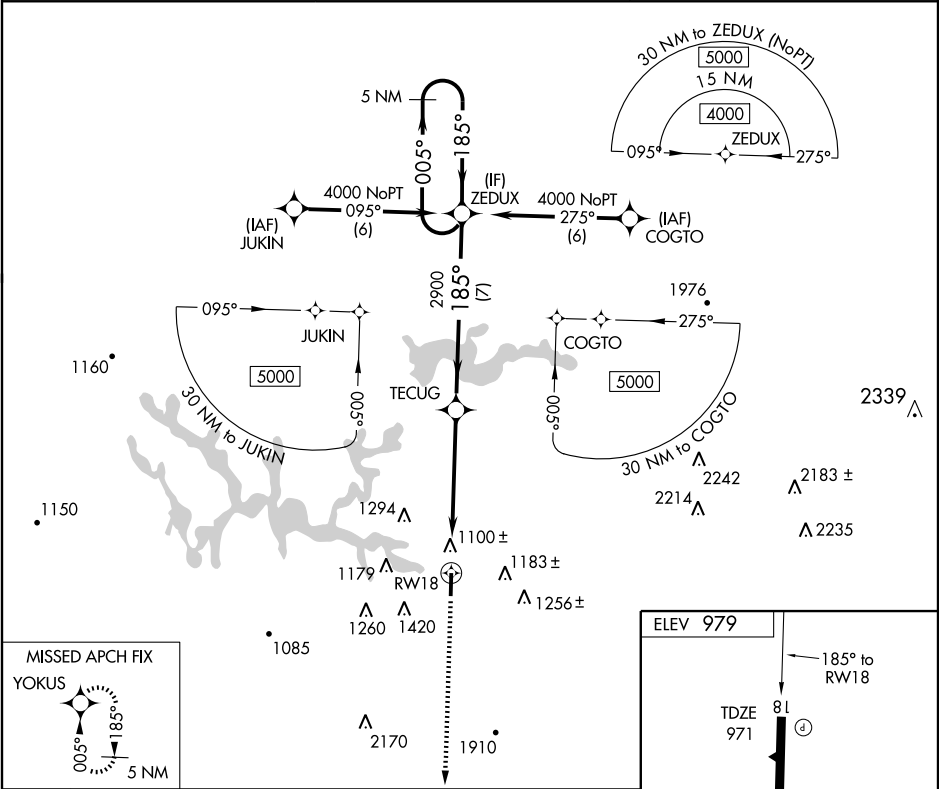 30 NM to ZEDUX (NoPT)
5000
15 NM
4000
ZEDUX
095°
275°
5 NM
005°
185°
(IF)
ZEDUX
4000 NoPT
095°
(6)
(IAF)
JUKIN
4000 NoPT
275°
(6)
(IAF)
COGTO
2900
185°
(7)
095°
JUKIN
5000
005°
30 NM to JUKIN
1976
275°
COGTO
5000
005°
30 NM to COGTO
1160
TECUG
2339
2242
2183 ±
2214
2235
1150
1294
1100 ±
1179
RW18
1183 ±
1256 ±
1260
1420
1085
2170
1910
MISSED APCH FIX
YOKUS
005°
185°
5 NM
ELEV 979
185° to
RW18
18
TDZE
971
P